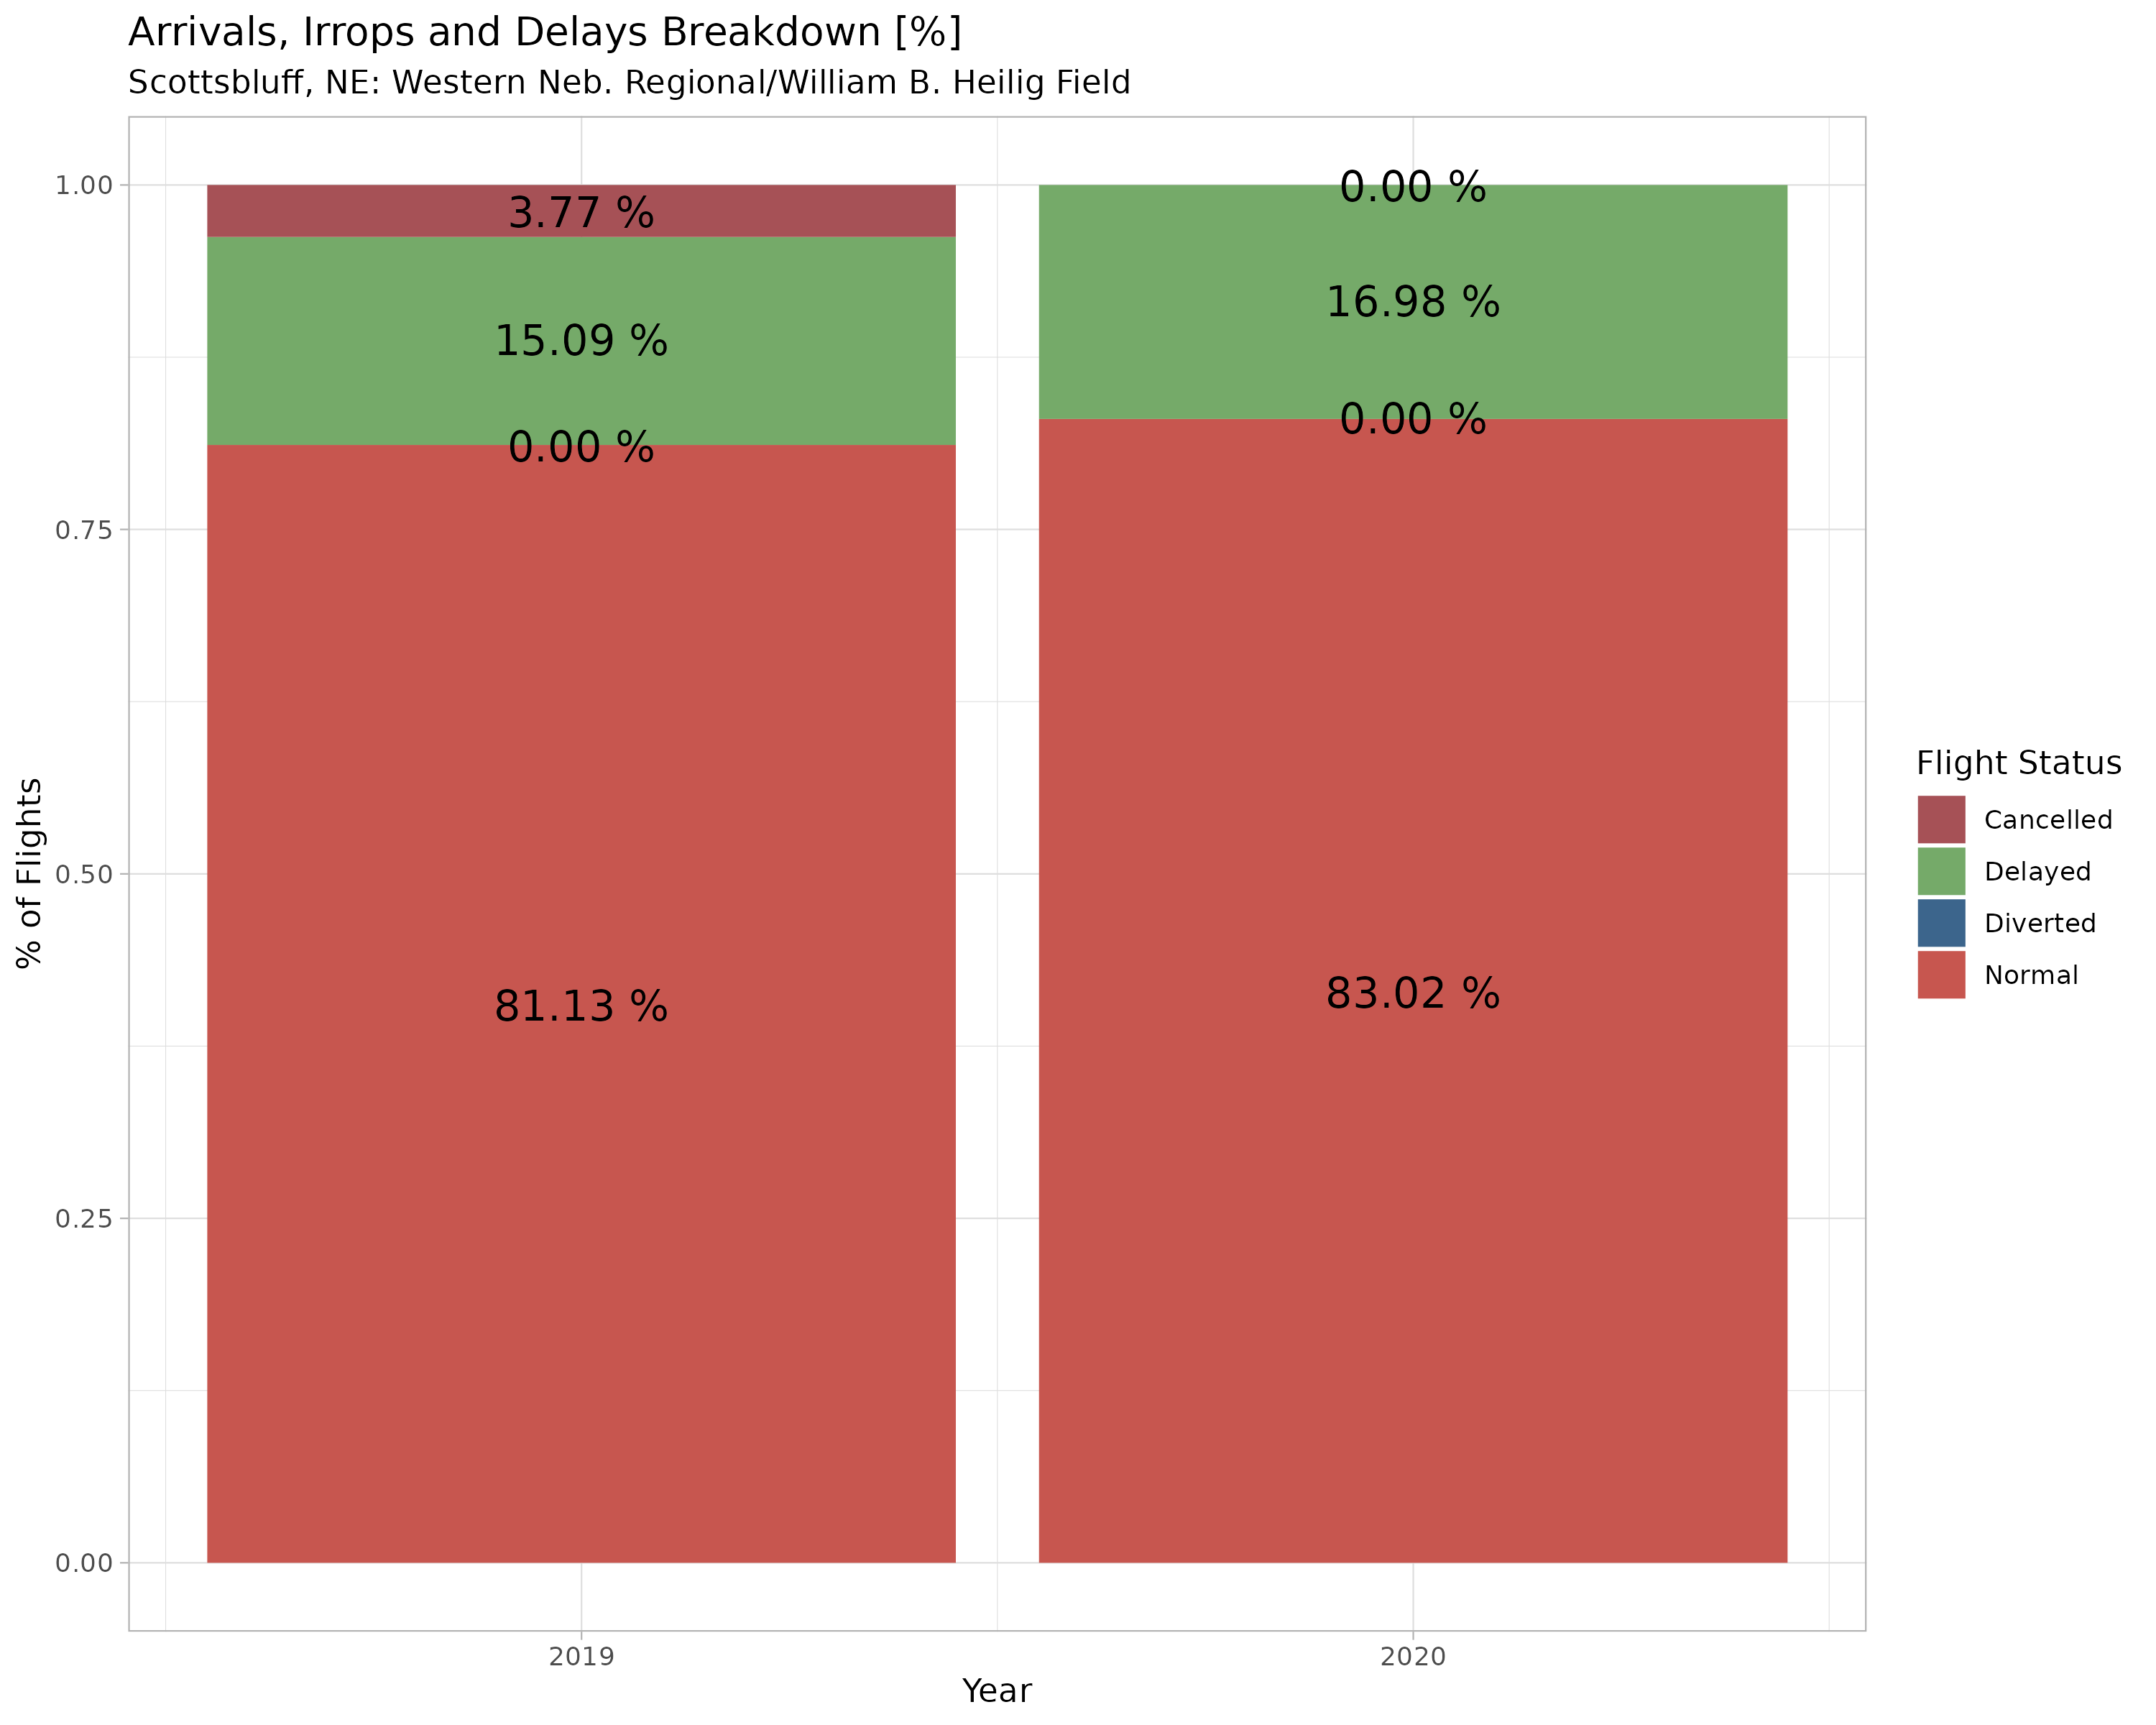 Arrivals, Irrops and Delays Breakdown [%]
Scottsbluff, NE: Western Neb. Regional/William B. Heilig Field
% of Flights
1.00
0.75
0.50
0.25
0.00
3.77 %
15.09 %
0.00 %
81.13 %
0.00 %
16.98 %
0.00 %
83.02 %
2019
2020
Year
Flight Status
Cancelled
Delayed
Diverted
Normal